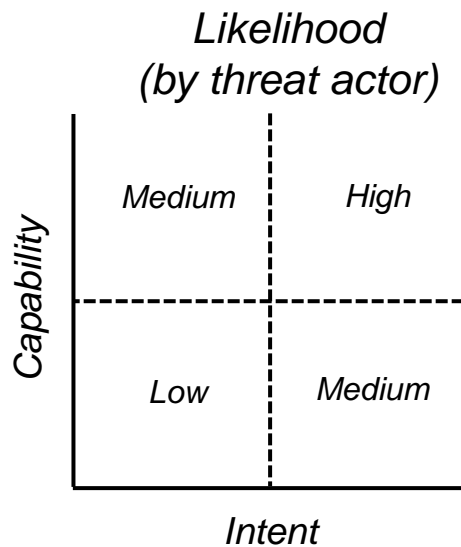 Likelihood
(by threat actor)
Medium
High
Capability
Low
Medium
Intent